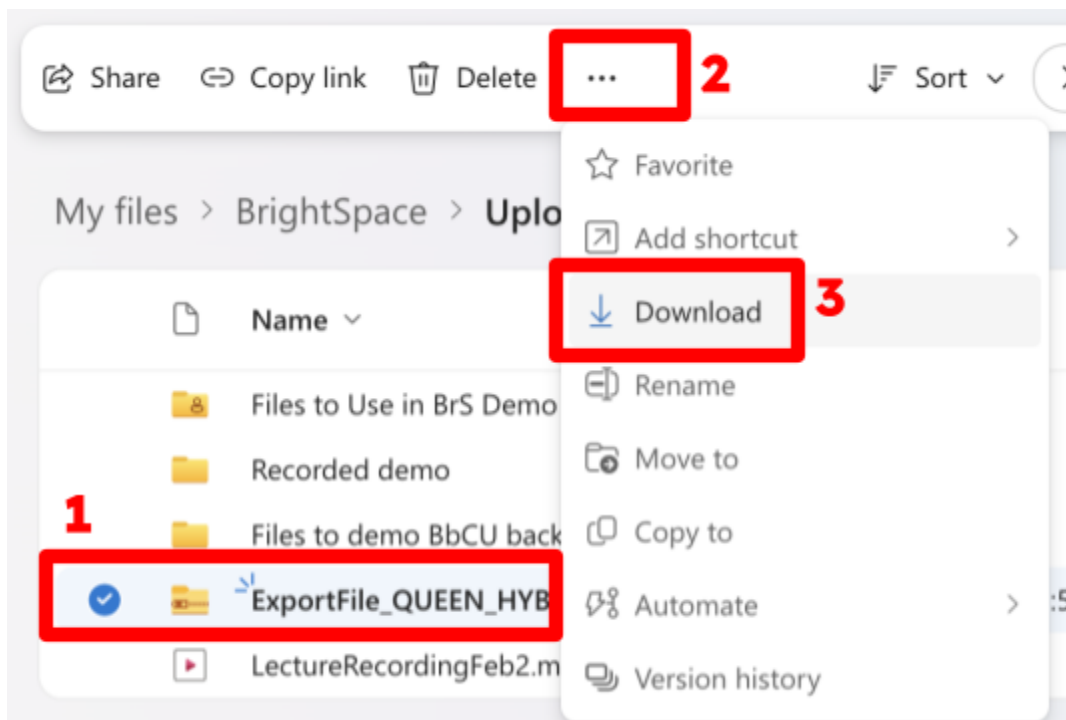 Share Copy link Delete ... 2 Sort
Favorite
My files > BrightSpace > Uplo
Add shortcut
Download 3
Name
Rename
Files to Use in BrS Demo
Move to
Recorded demo
1
Files to demo BbCU back
Copy to
ExportFile_QUEEN_HYB
Automate
LectureRecordingFeb2.m
Version history